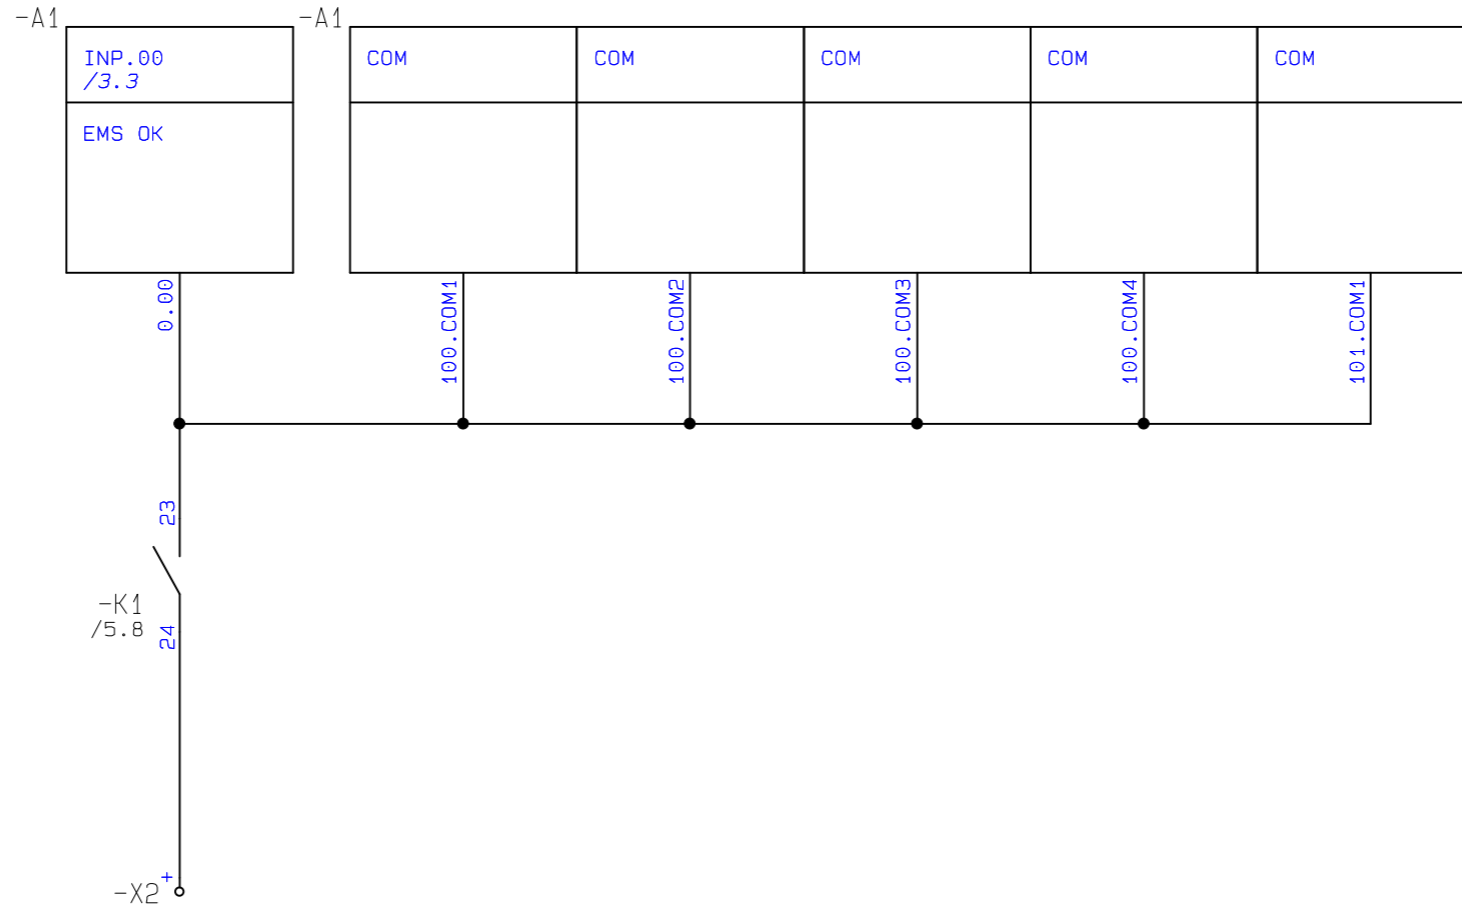 -A1
INP.00
/3.3
EMS OK
0.00
-A1
COM
COM
COM
COM
COM
100.COM1
100.COM2
100.COM3
100.COM4
101.COM1
23
-K1
/5.8
24
-X2
+